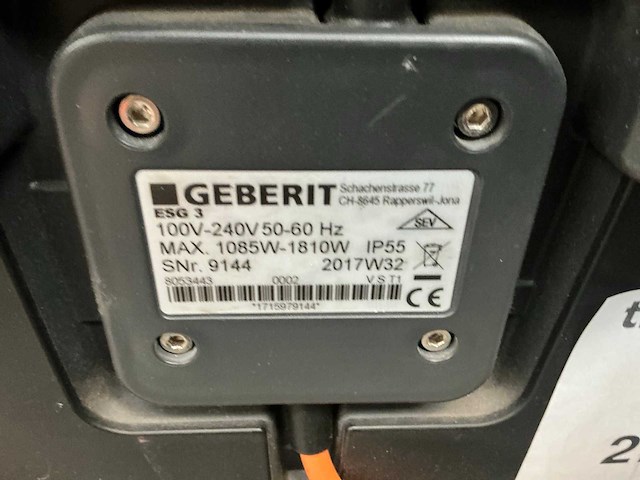 GEBERIT Schachenstrasse 77
CH-8645 Rapperswil-Jona
ESG 3
100V-240V 50-60 Hz
SEV
MAX. 1085W-1810W IP55
SNr. 9144 2017W32
8053443 0002 V S T1
*1715979144*
CE